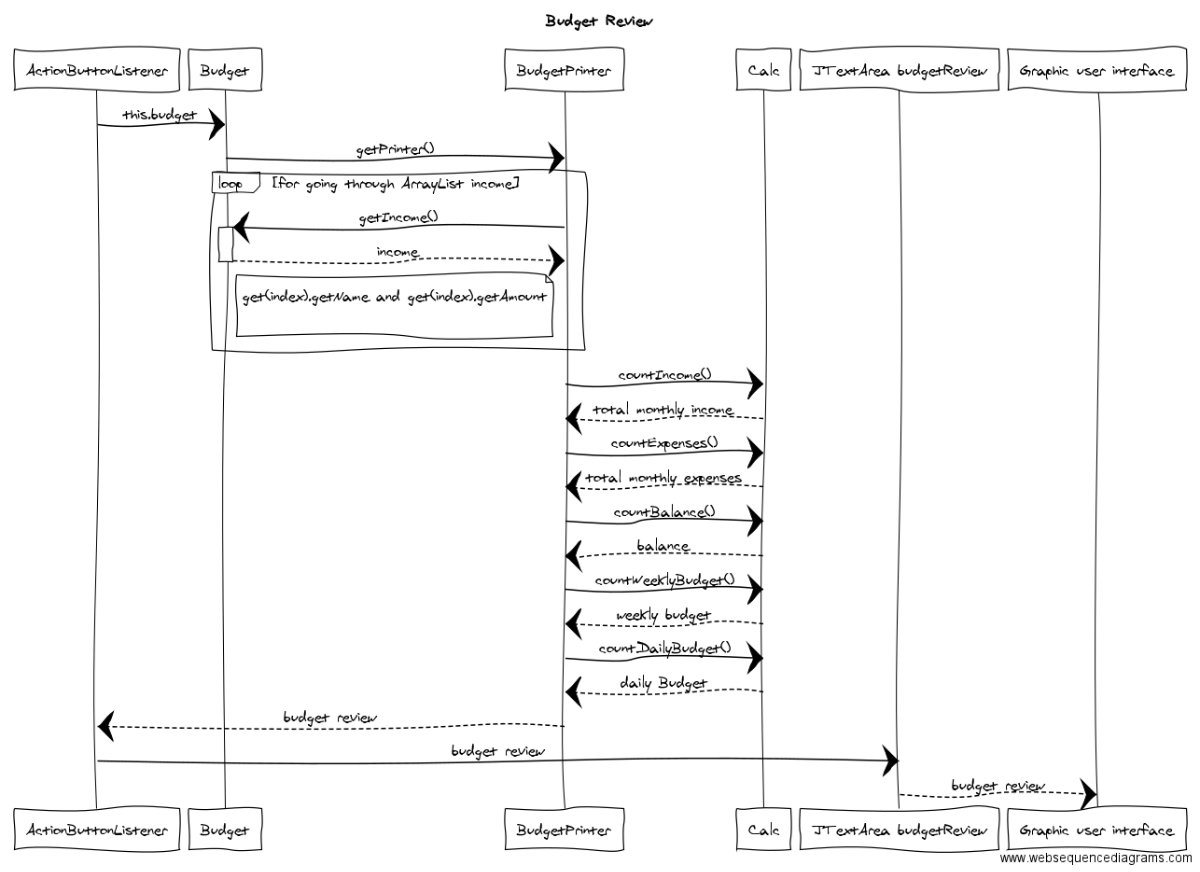 Budget Review
ActionButtonListener
Budget
BudgetPrinter
Calc
JTextArea budgetReview
Graphic user interface
this.budget
getPrinter()
loop
[for going through ArrayList income]
getIncome()
income
get(index).getName and get(index).getAmount
countIncome()
total monthly income
countExpenses()
total monthly expenses
countBalance()
balance
countWeeklyBudget()
weekly budget
countDailyBudget()
daily Budget
budget review
budget review
budget review
ActionButtonListener
Budget
BudgetPrinter
Calc
JTextArea budgetReview
Graphic user interface
www.websequencediagrams.com